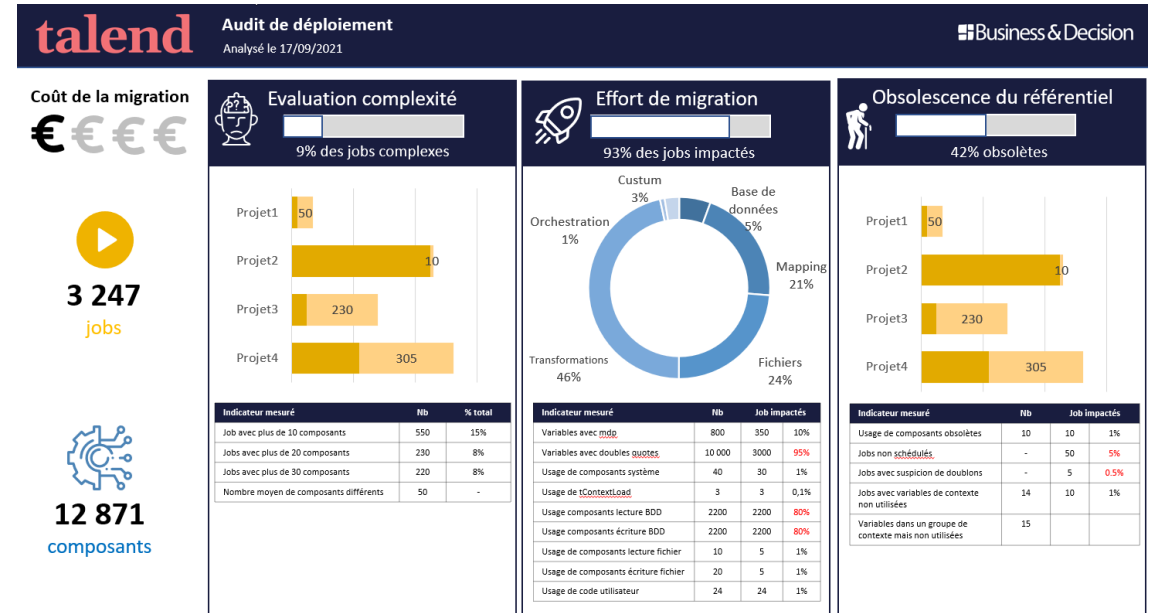 talend
Audit de déploiement
Analysé le 17/09/2021
Business & Decision
Coût de la migration
€ € € €
3 247
jobs
12 871
composants
Evaluation complexité
9% des jobs complexes
Projet1 50
Projet2 10
Projet3 230
Projet4 305
Indicateur mesuré Nb % total
Job avec plus de 10 composants 550 15%
Jobs avec plus de 20 composants 230 8%
Jobs avec plus de 30 composants 220 8%
Nombre moyen de composants différents 50 -
Effort de migration
93% des jobs impactés
Custum
3%
Base de
données
5%
Orchestration
1%
Mapping
21%
Transformations
46%
Fichiers
24%
Indicateur mesuré Nb Job impactés
Variables avec mdp 800 350 10%
Variables avec doubles quotes 10 000 3000 95%
Usage de composants système 40 30 1%
Usage de tContextLoad 3 3 0,1%
Usage composants lecture BDD 2200 2200 80%
Usage composants écriture BDD 2200 2200 80%
Usage de composants lecture fichier 10 5 1%
Usage de composants écriture fichier 20 5 1%
Usage de code utilisateur 24 24 1%
Obsolescence du référentiel
42% obsolètes
Projet1 50
Projet2 10
Projet3 230
Projet4 305
Indicateur mesuré Nb Job impactés
Usage de composants obsolètes 10 10 1%
Jobs non schédulés - 50 5%
Jobs avec suspicion de doublons - 5 0.5%
Jobs avec variables de contexte
non utilisées 14 10 1%
Variables dans un groupe de
contexte mais non utilisées 15